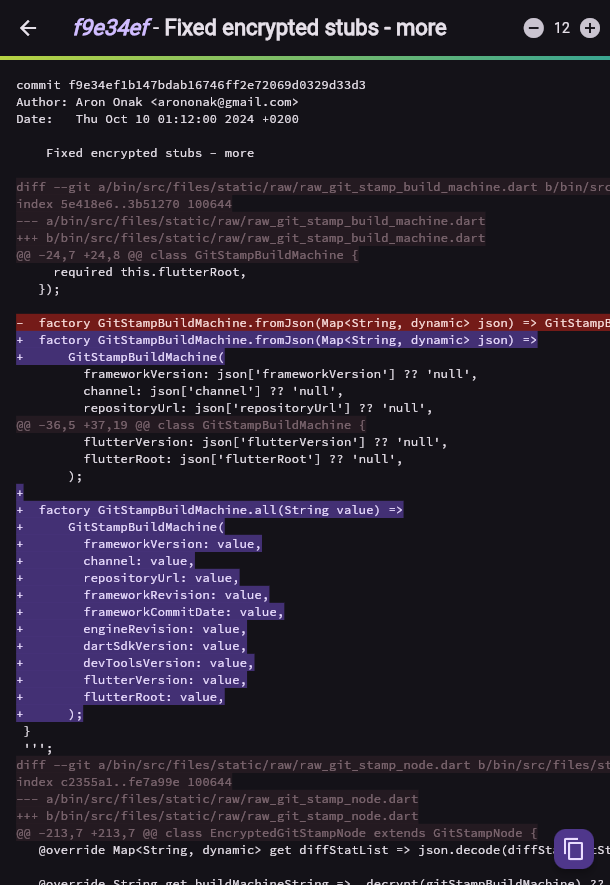 f9e34ef - Fixed encrypted stubs - more
12
commit f9e34ef1b147bdab16746ff2e72069d0329d33d3
Author: Aron Onak <arononak@gmail.com>
Date:   Thu Oct 10 01:12:00 2024 +0200
    Fixed encrypted stubs - more
diff --git a/bin/src/files/static/raw/raw_git_stamp_build_machine.dart b/bin/src
index 5e418e6..3b51270 100644
--- a/bin/src/files/static/raw/raw_git_stamp_build_machine.dart
+++ b/bin/src/files/static/raw/raw_git_stamp_build_machine.dart
@@ -24,7 +24,8 @@ class GitStampBuildMachine {
     required this.flutterRoot,
   });
-  factory GitStampBuildMachine.fromJson(Map<String, dynamic> json) => GitStampB
+  factory GitStampBuildMachine.fromJson(Map<String, dynamic> json) =>
+      GitStampBuildMachine(
         frameworkVersion: json['frameworkVersion'] ?? 'null',
         channel: json['channel'] ?? 'null',
         repositoryUrl: json['repositoryUrl'] ?? 'null',
@@ -36,5 +37,19 @@ class GitStampBuildMachine {
         flutterVersion: json['flutterVersion'] ?? 'null',
         flutterRoot: json['flutterRoot'] ?? 'null',
       );
+
+  factory GitStampBuildMachine.all(String value) =>
+      GitStampBuildMachine(
+        frameworkVersion: value,
+        channel: value,
+        repositoryUrl: value,
+        frameworkRevision: value,
+        frameworkCommitDate: value,
+        engineRevision: value,
+        dartSdkVersion: value,
+        devToolsVersion: value,
+        flutterVersion: value,
+        flutterRoot: value,
+      );
 }
 ''';
diff --git a/bin/src/files/static/raw/raw_git_stamp_node.dart b/bin/src/files/st
index c2355a1..fe7a99e 100644
--- a/bin/src/files/static/raw/raw_git_stamp_node.dart
+++ b/bin/src/files/static/raw/raw_git_stamp_node.dart
@@ -213,7 +213,7 @@ class EncryptedGitStampNode extends GitStampNode {
   @override Map<String, dynamic> get diffStatList => json.decode(
   @override String get buildMachineString => _decrypt(gitBuildMachine) ??